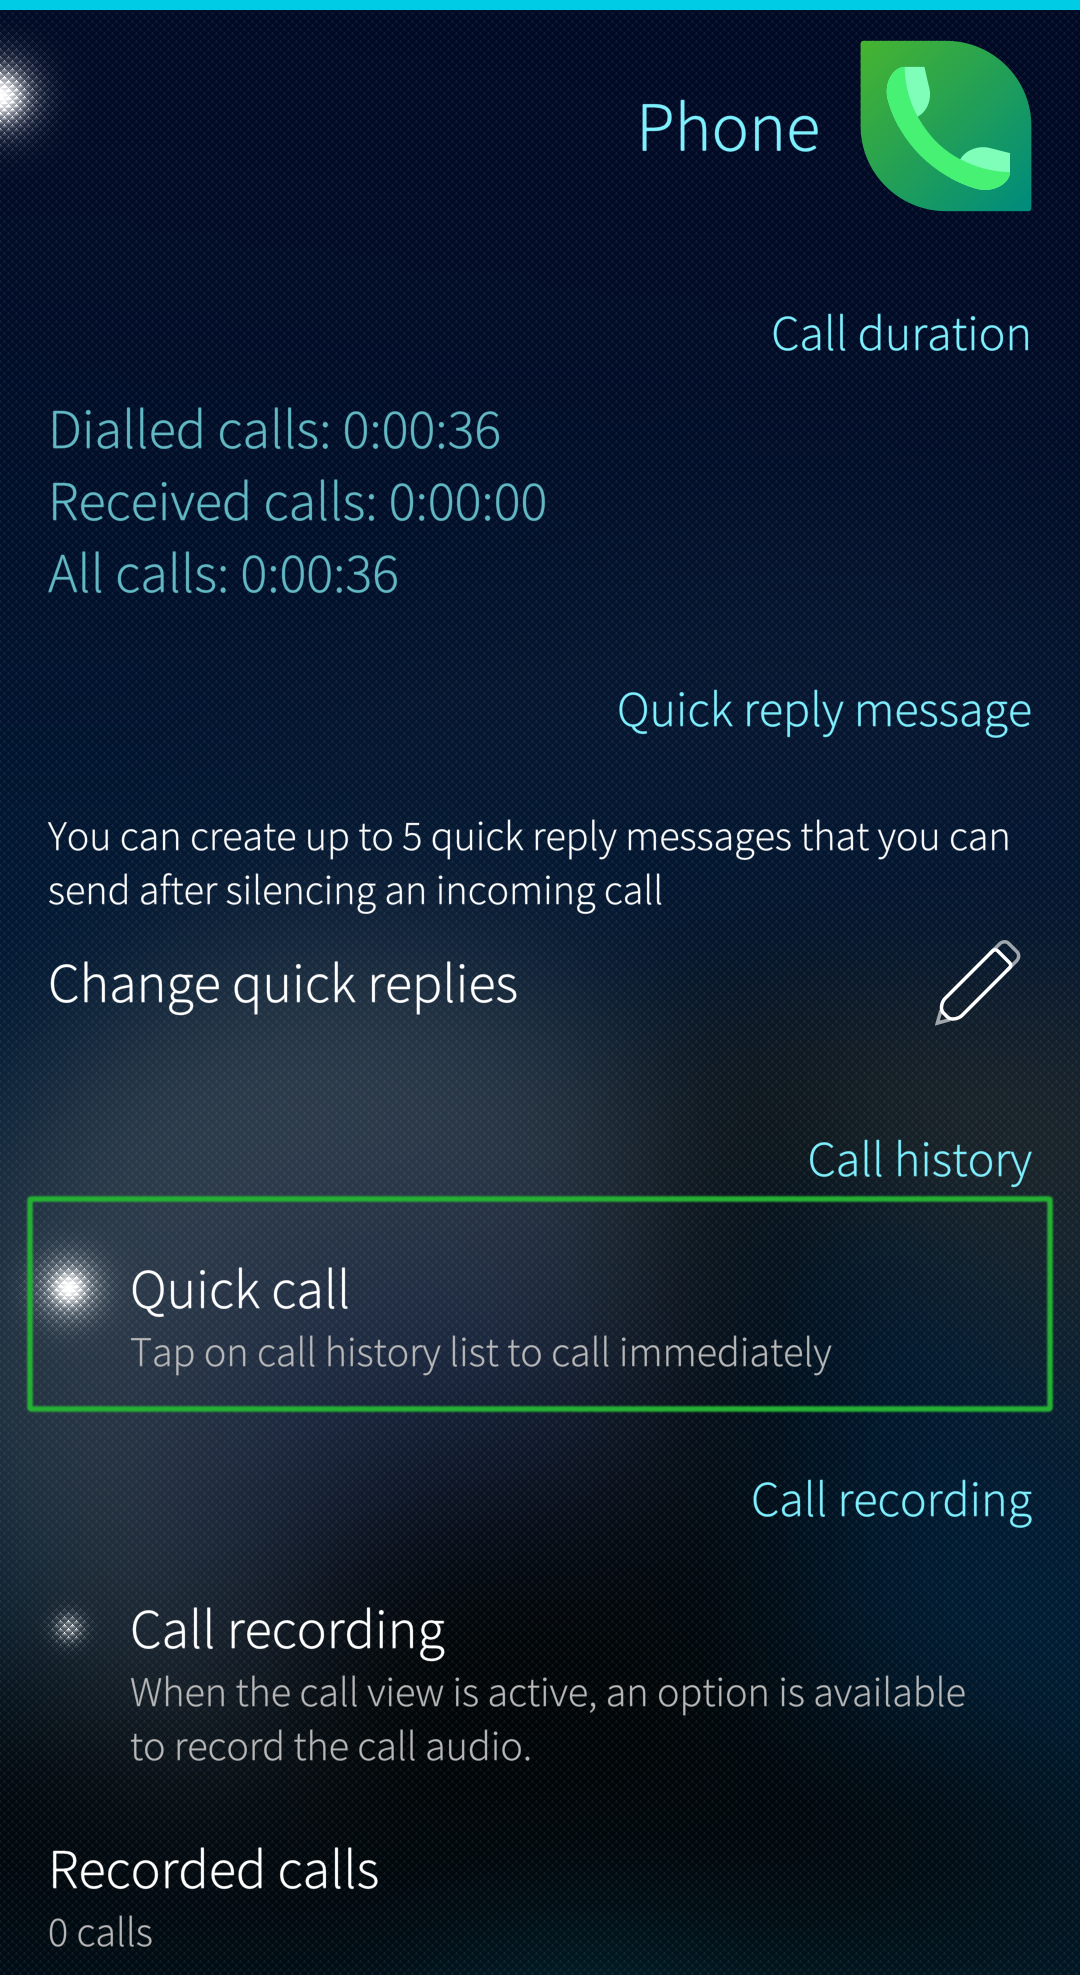 Phone
Call duration
Dialled calls: 0:00:36
Received calls: 0:00:00
All calls: 0:00:36
Quick reply message
You can create up to 5 quick reply messages that you can
send after silencing an incoming call
Change quick replies
Call history
Quick call
Tap on call history list to call immediately
Call recording
Call recording
When the call view is active, an option is available
to record the call audio.
Recorded calls
0 calls